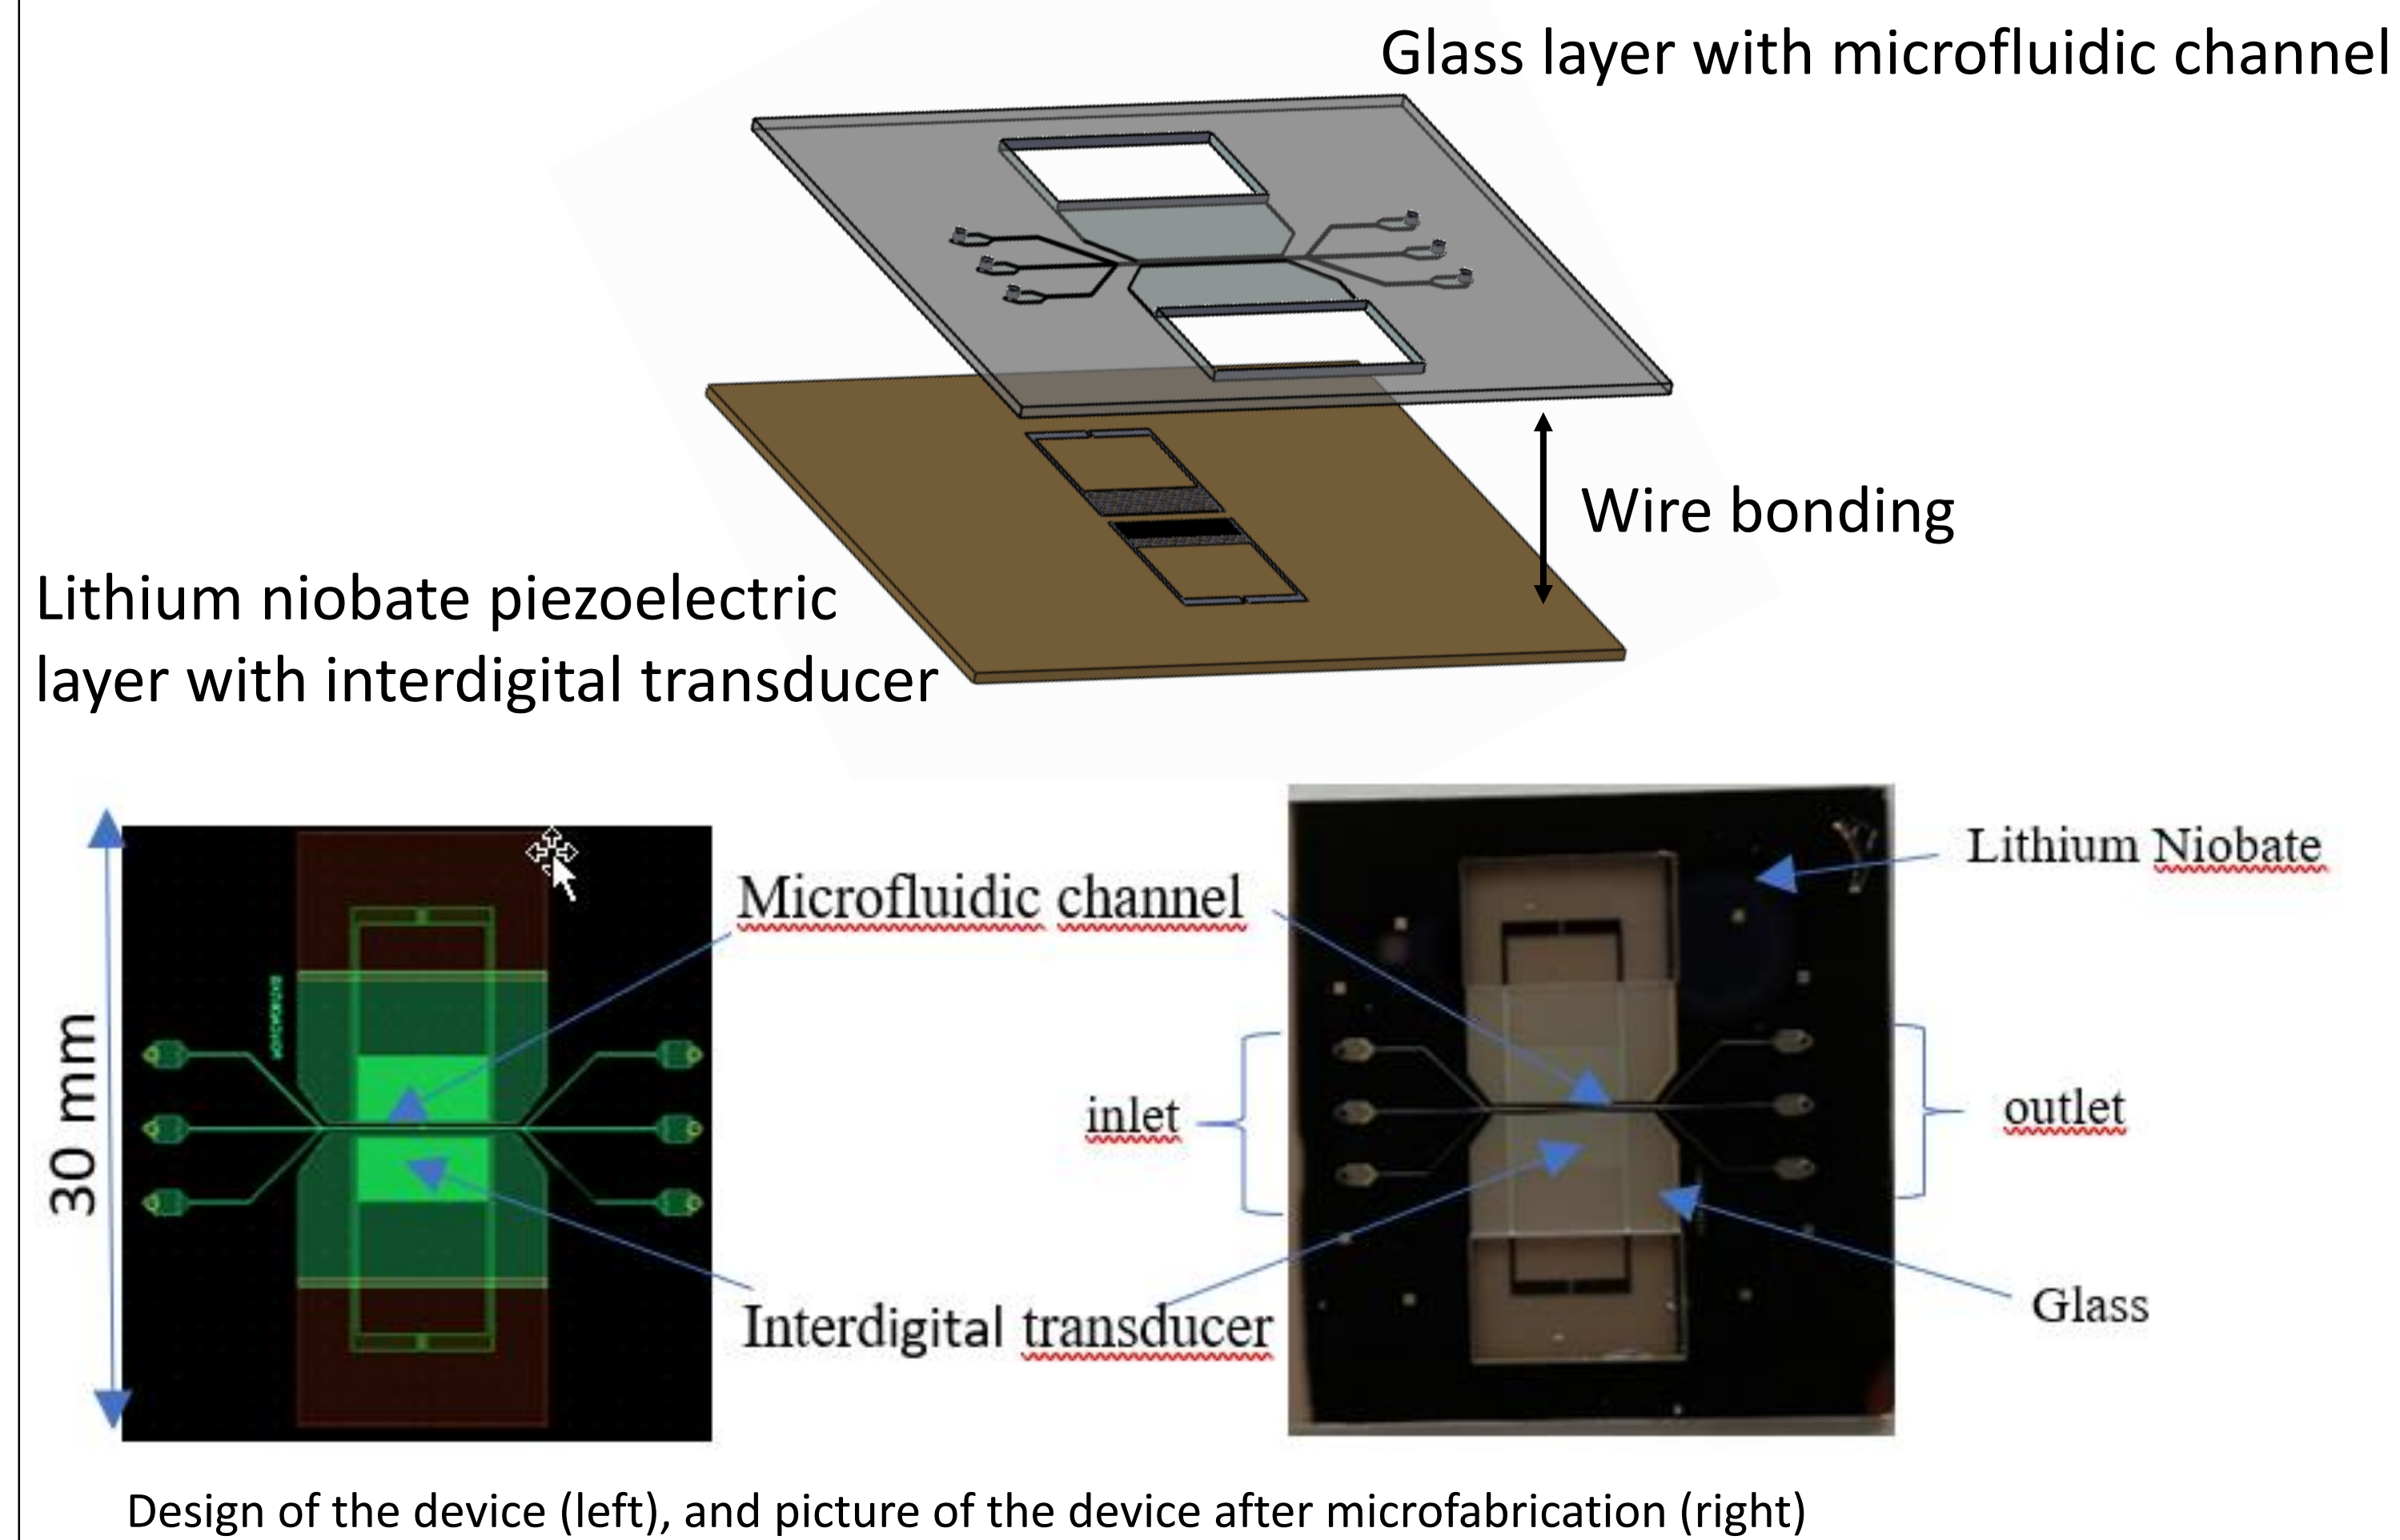 Glass layer with microfluidic channel
Wire bonding
Lithium niobate piezoelectric
layer with interdigital transducer
30 mm
Microfluidic channel
Lithium Niobate
inlet
outlet
Interdigital transducer
Glass
Design of the device (left), and picture of the device after microfabrication (right)